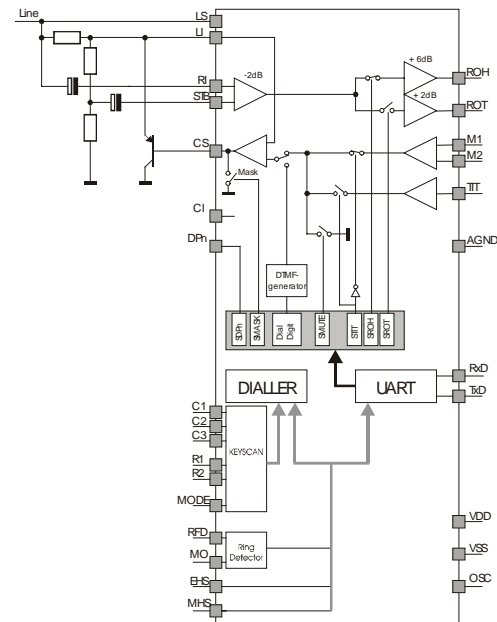 Line
LS
LI
RI
STB
CS
CI
DPn
-2dB
+ 6dB
+ 2dB
ROH
ROT
M1
M2
TIT
AGND
Mask
DTMF-
generator
SDPn
SMASK
Dial
Digit
SMUTE
STIT
SROH
SROT
RxD
TxD
DIALLER
UART
C1
C2
C3
R1
R2
MODE
KEYSCAN
RFD
MO
Ring
Detector
EHS
MHS
VDD
VSS
OSC